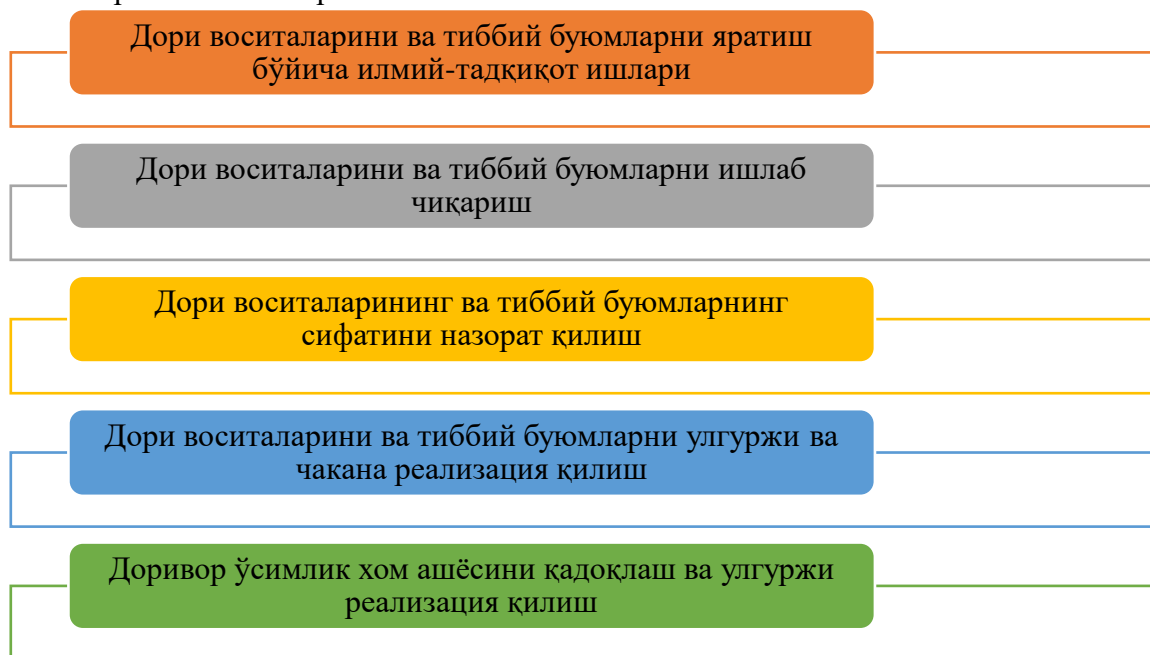 Дори воситаларини ва тиббий буюмларни яратиш
бўйича илмий-тадқиқот ишлари
Дори воситаларини ва тиббий буюмларни ишлаб
чиқариш
Дори воситаларининг ва тиббий буюмларнинг
сифатини назорат қилиш
Дори воситаларини ва тиббий буюмларни улгуржи ва
чакана реализация қилиш
Доривор ўсимлик хом ашёсини қадоқлаш ва улгуржи
реализация қилиш